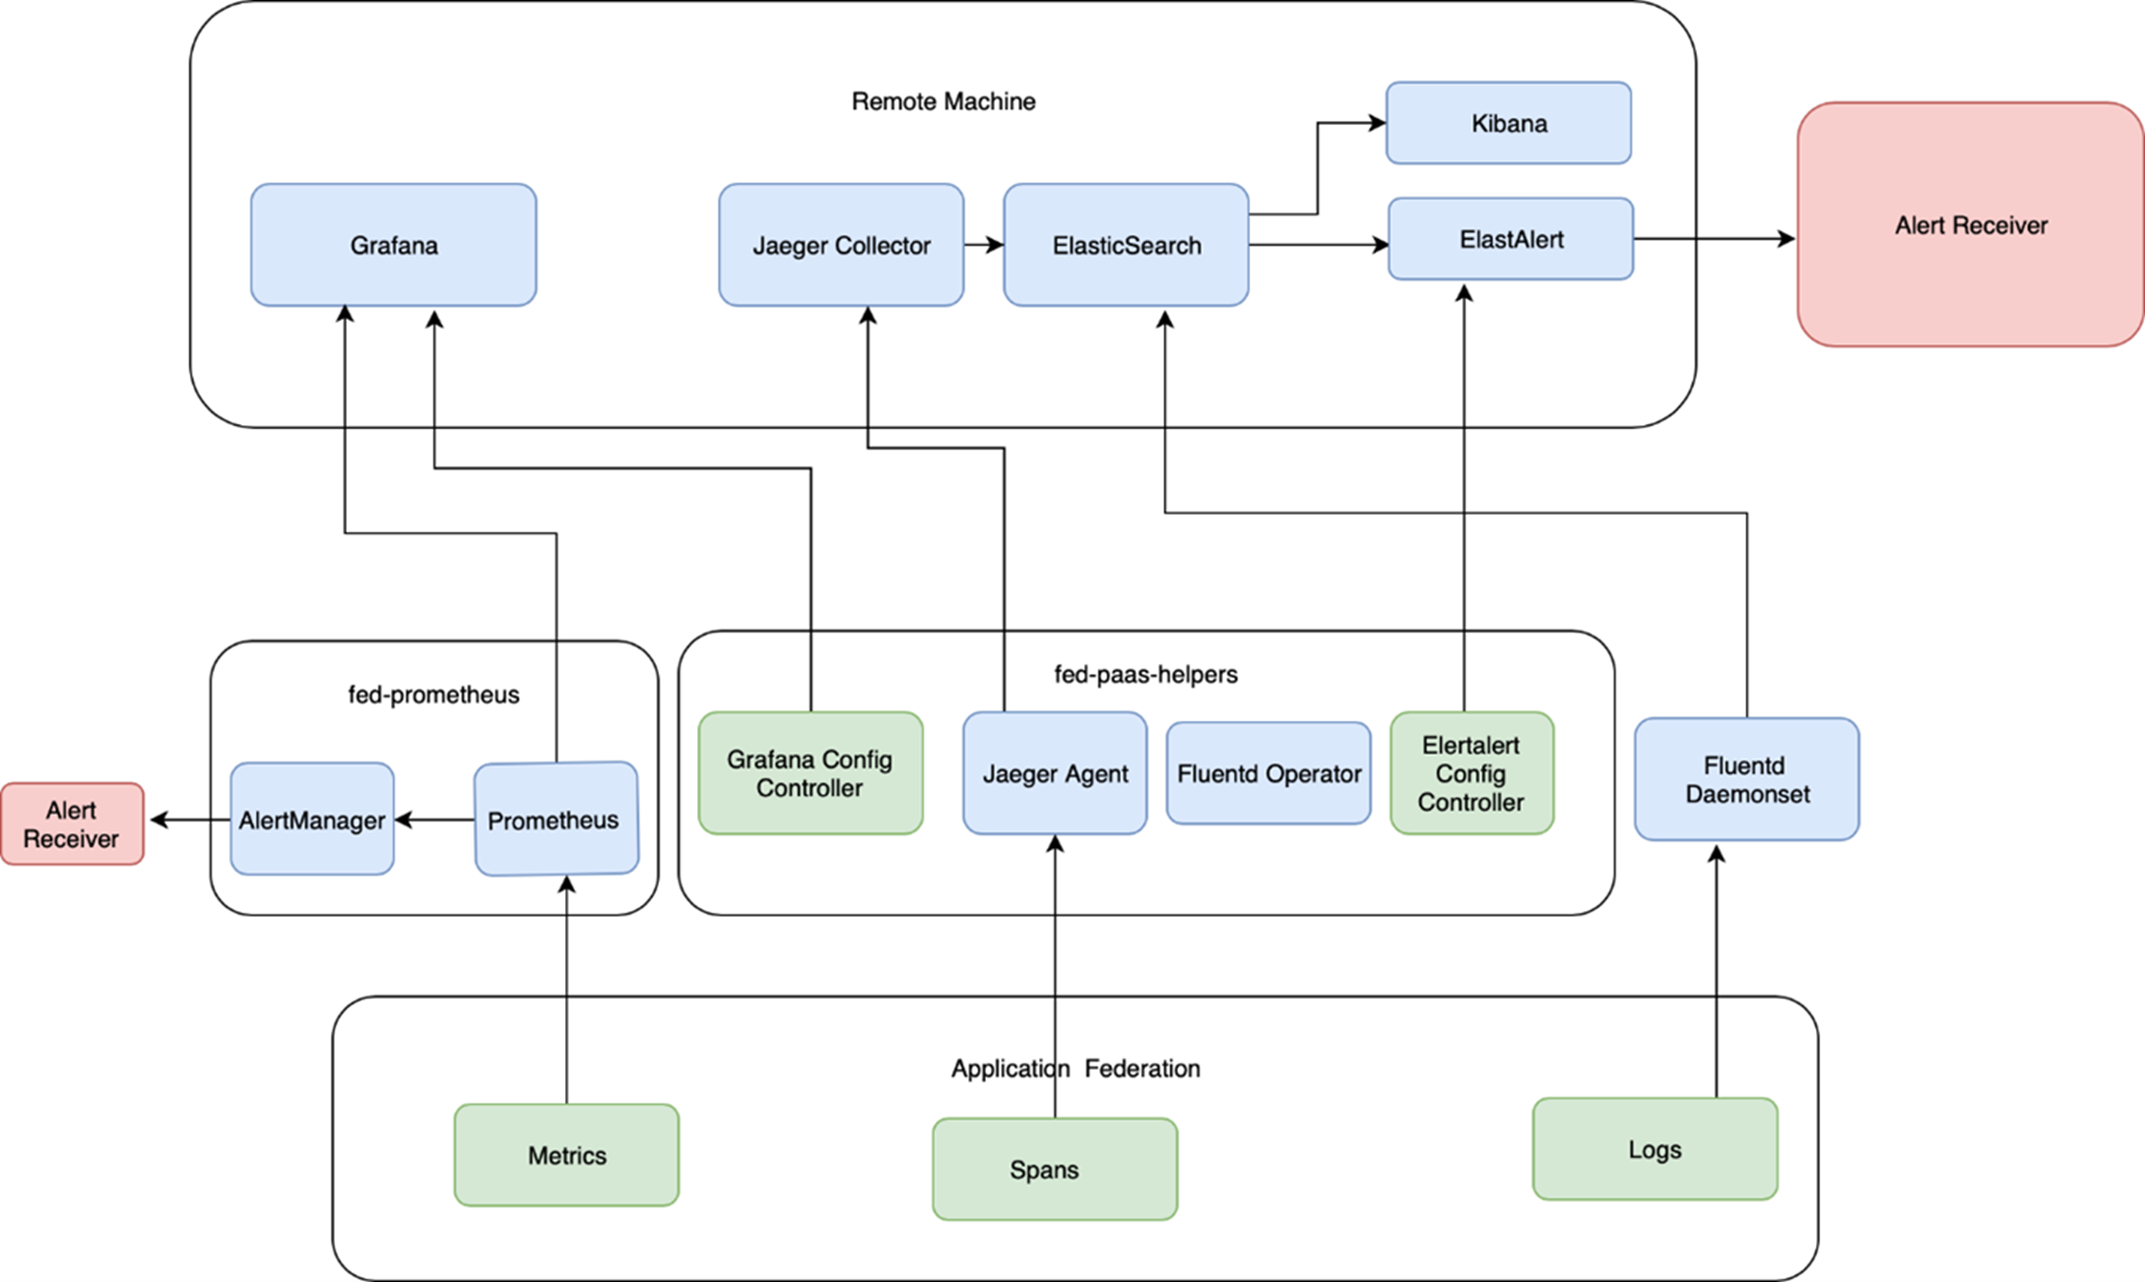 Remote Machine
Kibana
Alert Receiver
Grafana
Jaeger Collector
ElasticSearch
ElastAlert
fed-prometheus
fed-paas-helpers
Alert
Receiver
AlertManager
Prometheus
Grafana Config
Controller
Jaeger Agent
Fluentd Operator
Elertalert
Config
Controller
Fluentd
Daemonset
Application Federation
Metrics
Spans
Logs